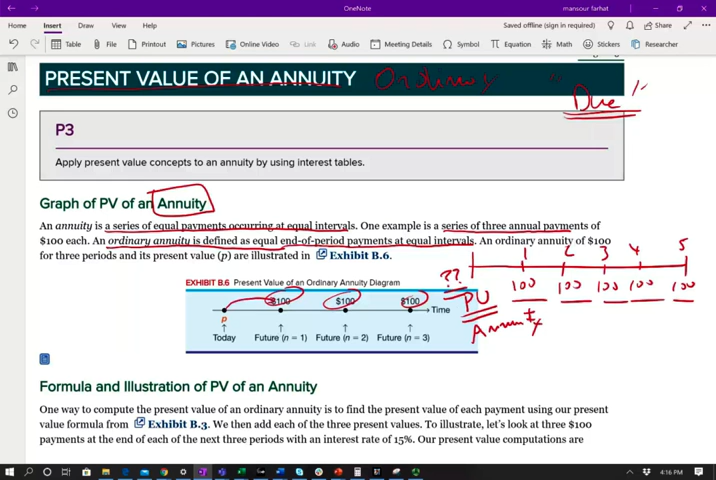 OneNote
mansour farhat
Home Insert Draw View Help
Saved offline (sign in required) Share
Table File Printout Pictures Online Video Link Audio Meeting Details Symbol Equation Math Stickers Researcher
PRESENT VALUE OF AN ANNUITY Ordinary "Due"
P3
Apply present value concepts to an annuity by using interest tables.
Graph of PV of an Annuity
An annuity is a series of equal payments occurring at equal intervals. One example is a series of three annual payments of
$100 each. An ordinary annuity is defined as equal end-of-period payments at equal intervals. An ordinary annuity of $100
for three periods and its present value (p) are illustrated in Exhibit B.6.
1 2 3 4 5
?? 100 100 100 100 100
PV
Annuity
EXHIBIT B.6 Present Value of an Ordinary Annuity Diagram
$100 $100 $100
Time
p
Today Future (n = 1) Future (n = 2) Future (n = 3)
Formula and Illustration of PV of an Annuity
One way to compute the present value of an ordinary annuity is to find the present value of each payment using our present
value formula from Exhibit B.3. We then add each of the three present values. To illustrate, let's look at three $100
payments at the end of each of the next three periods with an interest rate of 15%. Our present value computations are
4:16 PM